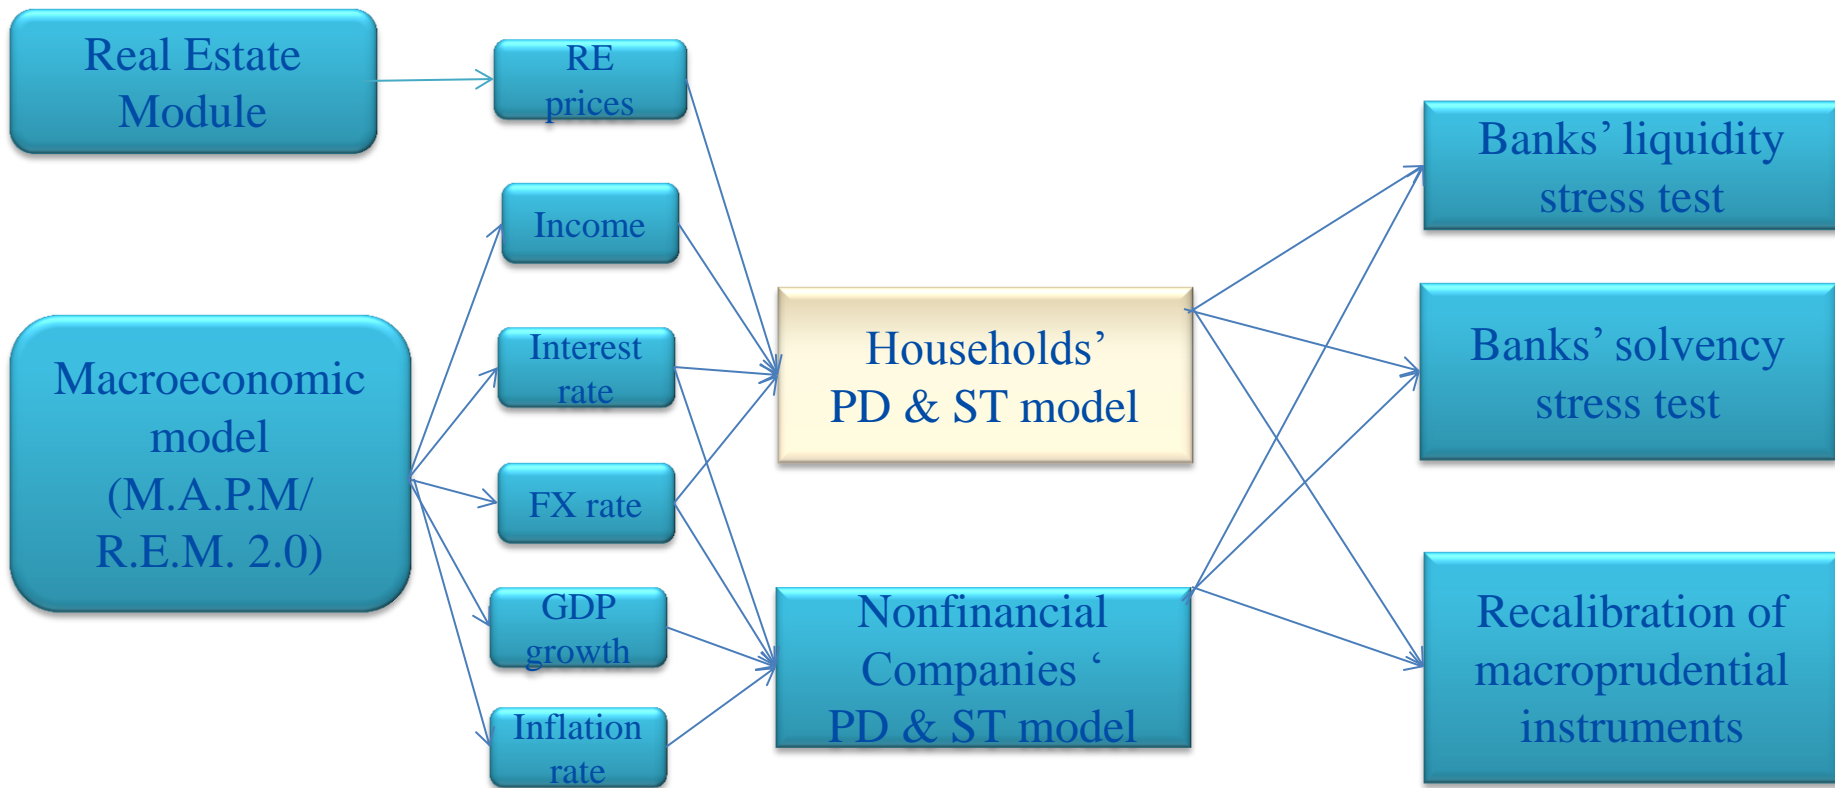 Real Estate
Module
RE
prices
Income
Macroeconomic
model
(M.A.P.M/
R.E.M. 2.0)
Interest
rate
FX rate
GDP
growth
Inflation
rate
Households’
PD & ST model
Nonfinancial
Companies ‘
PD & ST model
Banks’ liquidity
stress test
Banks’ solvency
stress test
Recalibration of
macroprudential
instruments